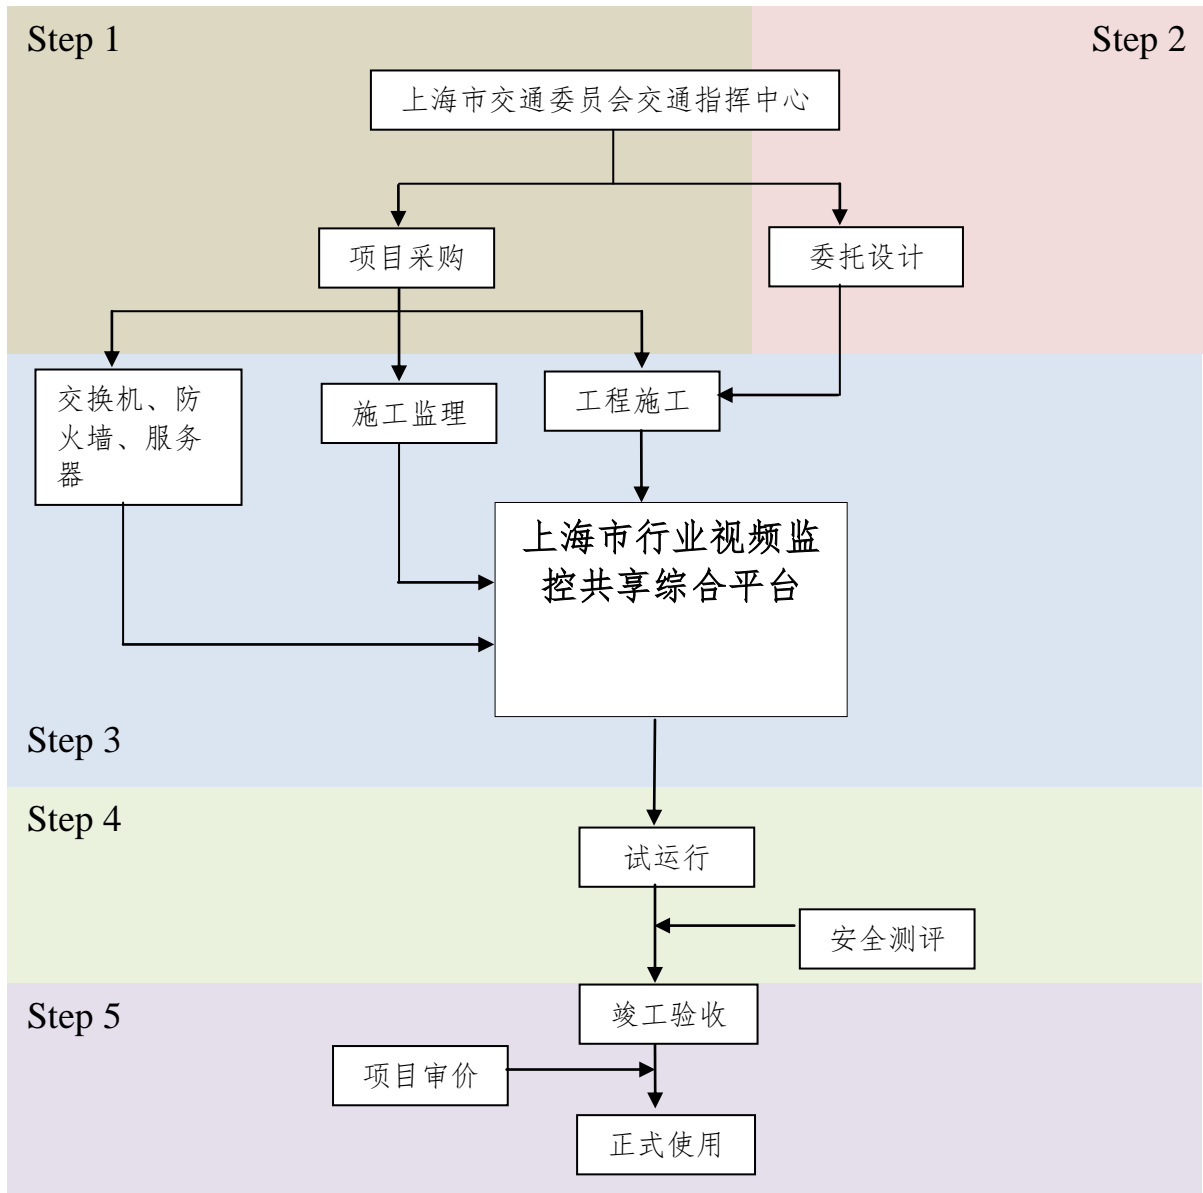 Step 1
Step 2
上海市交通委员会交通指挥中心
项目采购
委托设计
交换机、防
火墙、服务
器
施工监理
工程施工
上海市行业视频监
控共享综合平台
Step 3
Step 4
试运行
安全测评
Step 5
竣工验收
项目审价
正式使用